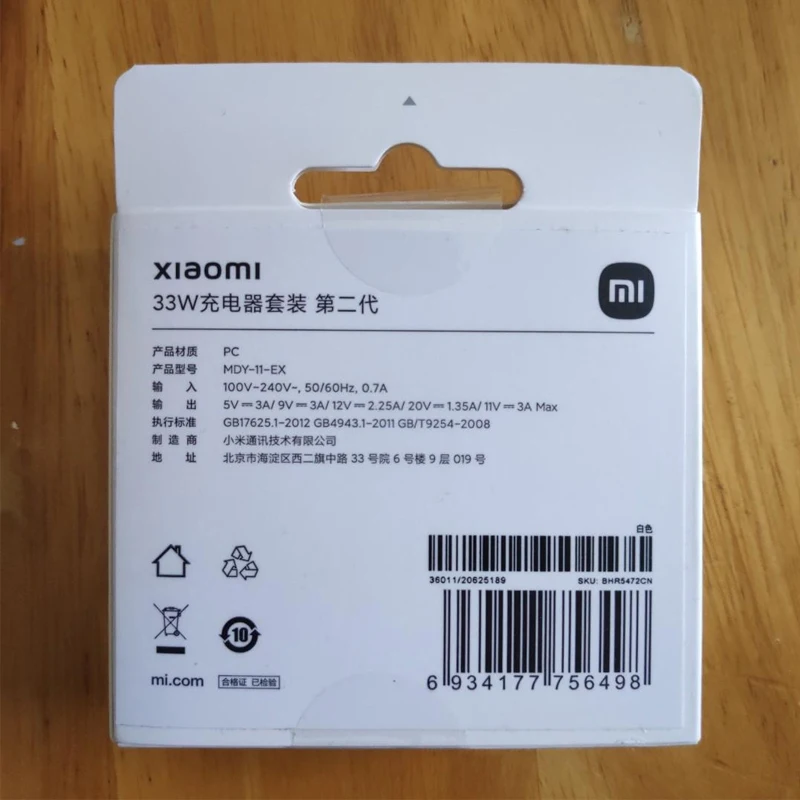 xiaomi
mi
33W充电器套装 第二代
产品材质 PC
产品型号 MDY-11-EX
输 入 100V-240V~, 50/60Hz, 0.7A
输 出 5V⎓3A/ 9V⎓3A/ 12V⎓2.25A/ 20V⎓1.35A/ 11V⎓3A Max
执行标准 GB17625.1-2012 GB4943.1-2011 GB/T9254-2008
制 造 商 小米通讯技术有限公司
地 址 北京市海淀区西二旗中路 33 号院 6 号楼 9 层 019 号
白色
36011/20625189 SKU: BHR5472CN
10
mi.com 合格证 已检验
6 934177 756498